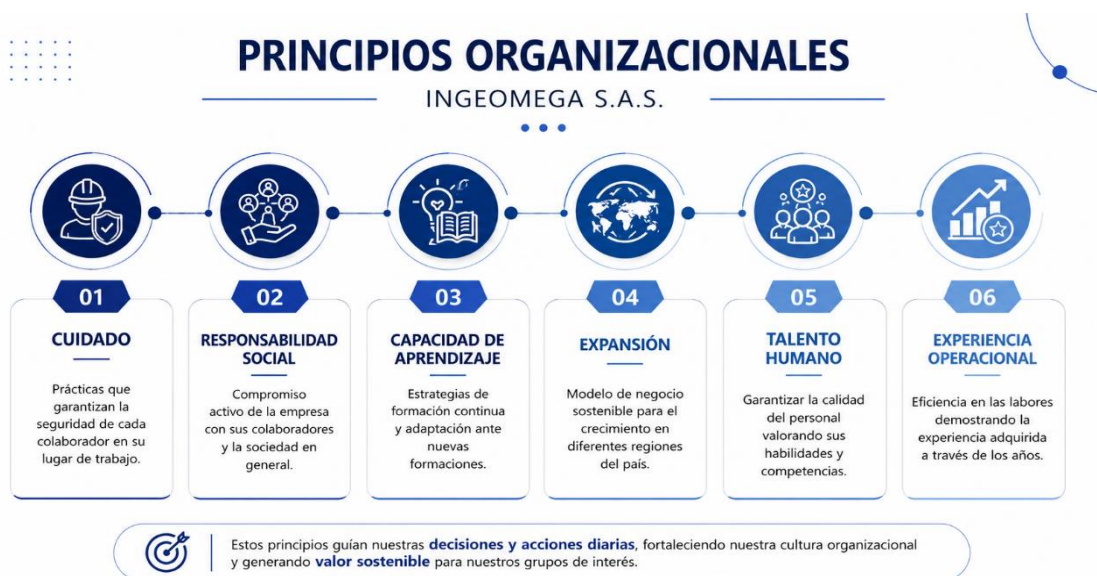 PRINCIPIOS ORGANIZACIONALES
INGEOMEGA S.A.S.
01
CUIDADO
Prácticas que
garantizan la
seguridad de cada
colaborador en su
lugar de trabajo.
02
RESPONSABILIDAD
SOCIAL
Compromiso
activo de la empresa
con sus colaboradores
y la sociedad en
general.
03
CAPACIDAD DE
APRENDIZAJE
Estrategias de
formación continua
y adaptación ante
nuevas
formaciones.
04
EXPANSIÓN
Modelo de negocio
sostenible para el
crecimiento en
diferentes regiones
del país.
05
TALENTO
HUMANO
Garantizar la calidad
del personal
valorando sus
habilidades y
competencias.
06
EXPERIENCIA
OPERACIONAL
Eficiencia en las labores
demostrando la
experiencia adquirida
a través de los años.
Estos principios guían nuestras decisiones y acciones diarias, fortaleciendo nuestra cultura organizacional
y generando valor sostenible para nuestros grupos de interés.